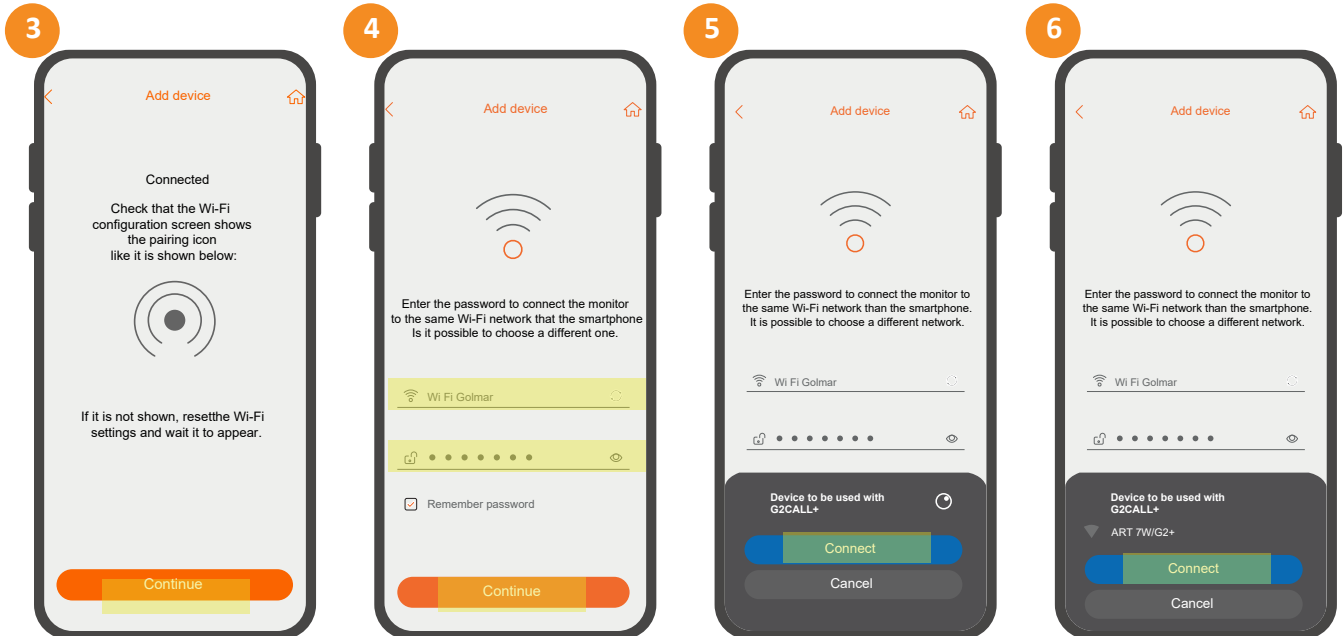 3
Add device
Connected
Check that the Wi-Fi
configuration screen shows
the pairing icon
like it is shown below:
If it is not shown, resetthe Wi-Fi
settings and wait it to appear.
Continue
4
Add device
Enter the password to connect the monitor
to the same Wi-Fi network that the smartphone
Is it possible to choose a different one.
Wi Fi Golmar
Remember password
Continue
5
Add device
Enter the password to connect the monitor to
the same Wi-Fi network than the smartphone.
It is possible to choose a different network.
Wi Fi Golmar
Device to be used with
G2CALL+
Connect
Cancel
6
Add device
Enter the password to connect the monitor to
the same Wi-Fi network than the smartphone.
It is possible to choose a different network.
Wi Fi Golmar
Device to be used with
G2CALL+
ART 7W/G2+
Connect
Cancel